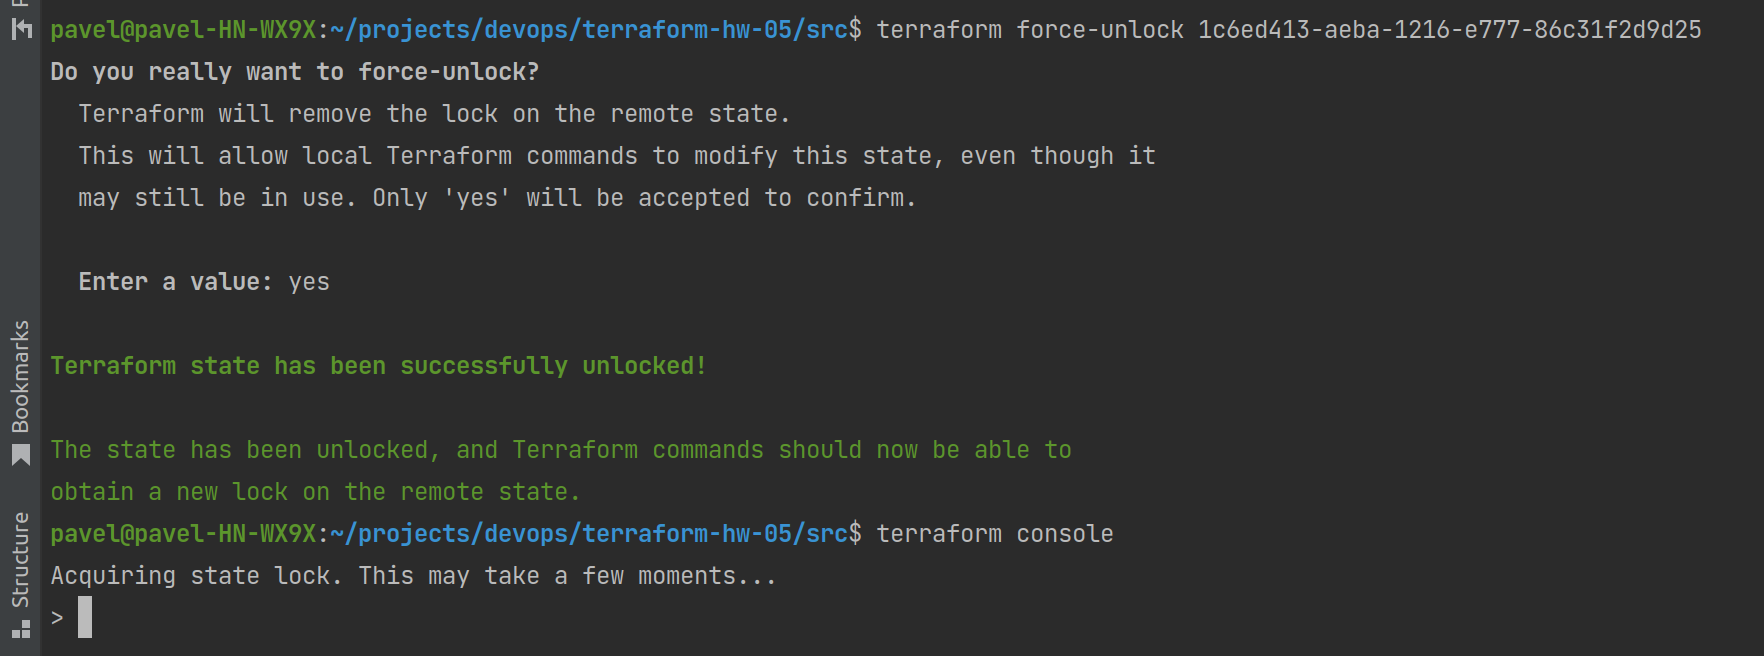 pavel@pavel-HN-WX9X:~/projects/devops/terraform-hw-05/src$ terraform force-unlock 1c6ed413-aeba-1216-e777-86c31f2d9d25
Do you really want to force-unlock?
  Terraform will remove the lock on the remote state.
  This will allow local Terraform commands to modify this state, even though it
  may still be in use. Only 'yes' will be accepted to confirm.

  Enter a value: yes

Terraform state has been successfully unlocked!

The state has been unlocked, and Terraform commands should now be able to
obtain a new lock on the remote state.
pavel@pavel-HN-WX9X:~/projects/devops/terraform-hw-05/src$ terraform console
Acquiring state lock. This may take a few moments...
>
Bookmarks
Structure